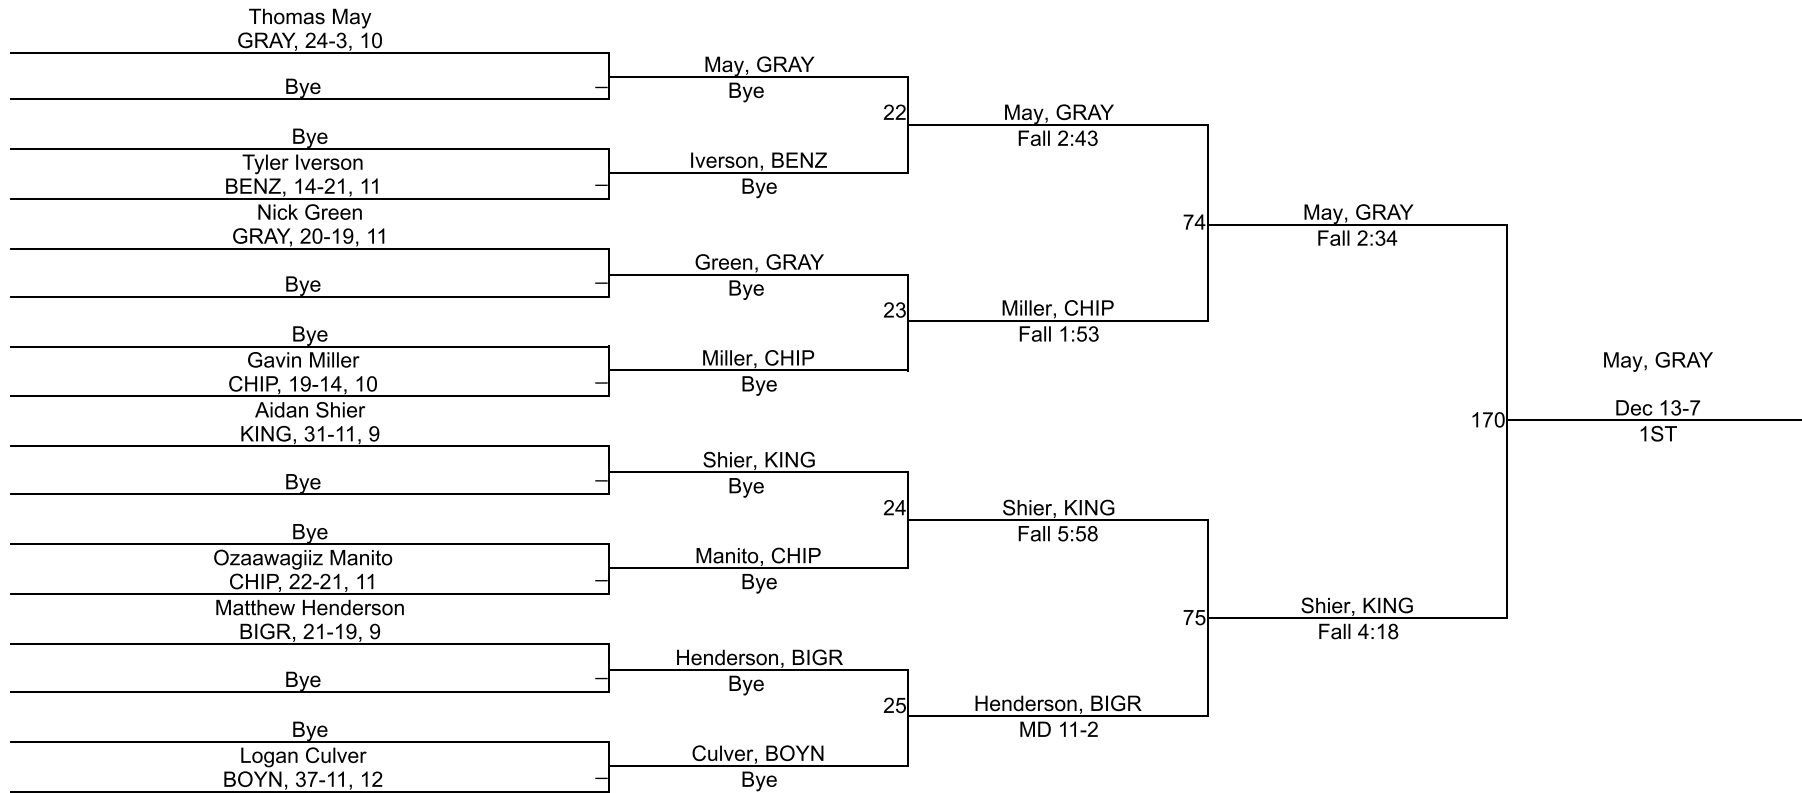 Thomas May
GRAY, 24-3, 10
Bye
Bye
Tyler Iverson
BENZ, 14-21, 11
Nick Green
GRAY, 20-19, 11
Bye
Bye
Gavin Miller
CHIP, 19-14, 10
Aidan Shier
KING, 31-11, 9
Bye
Bye
Ozaawagiiz Manito
CHIP, 22-21, 11
Matthew Henderson
BIGR, 21-19, 9
Bye
Bye
Logan Culver
BOYN, 37-11, 12
May, GRAY
Bye
22
Iverson, BENZ
Bye
Green, GRAY
Bye
23
Miller, CHIP
Bye
Shier, KING
Bye
24
Manito, CHIP
Bye
Henderson, BIGR
Bye
25
Culver, BOYN
Bye
May, GRAY
Fall 2:43
74
Miller, CHIP
Fall 1:53
Shier, KING
Fall 5:58
75
Henderson, BIGR
MD 11-2
May, GRAY
Fall 2:34
170
Shier, KING
Fall 4:18
May, GRAY
Dec 13-7
1ST